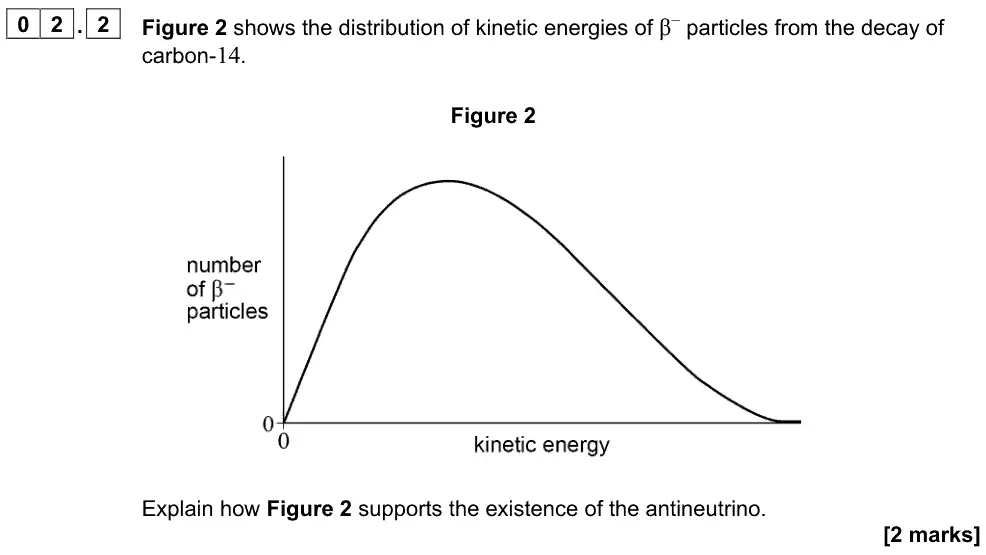 0 2 . 2 Figure 2 shows the distribution of kinetic energies of β⁻ particles from the decay of
carbon-14.
Figure 2
number
of β⁻
particles
0
0
kinetic energy
Explain how Figure 2 supports the existence of the antineutrino.
[2 marks]